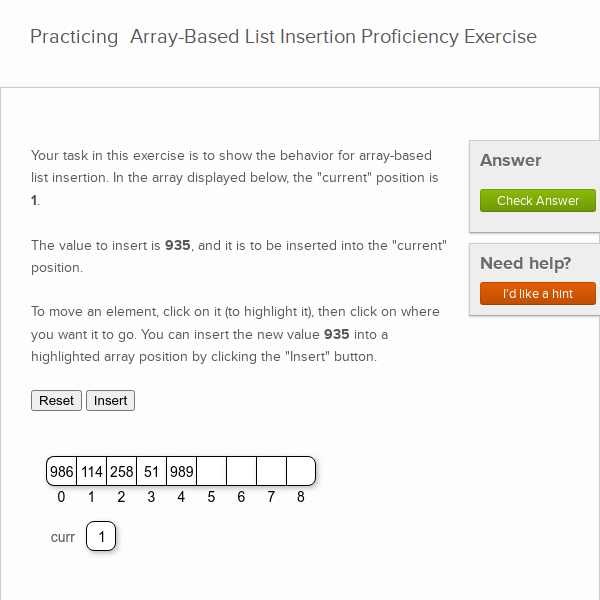 Practicing Array-Based List Insertion Proficiency Exercise
Your task in this exercise is to show the behavior for array-based
list insertion. In the array displayed below, the "current" position is
1.
The value to insert is 935, and it is to be inserted into the "current"
position.
To move an element, click on it (to highlight it), then click on where
you want it to go. You can insert the new value 935 into a
highlighted array position by clicking the "Insert" button.
Reset Insert
986 114 258 51 989
0 1 2 3 4 5 6 7 8
curr 1
Answer
Check Answer
Need help?
I'd like a hint